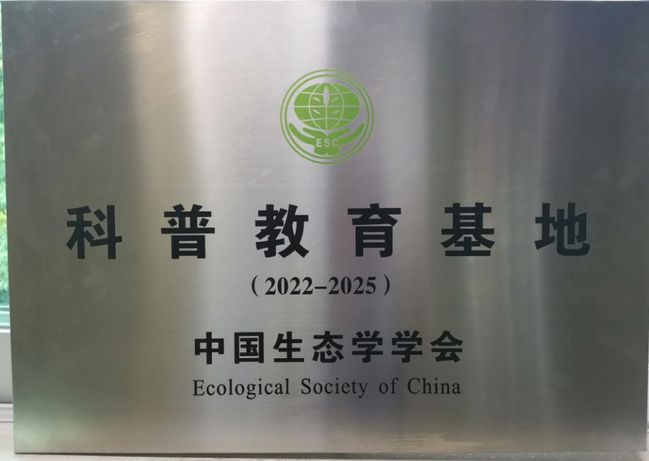 ESC
科普教育基地
（2022-2025）
中国生态学学会
Ecological Society of China